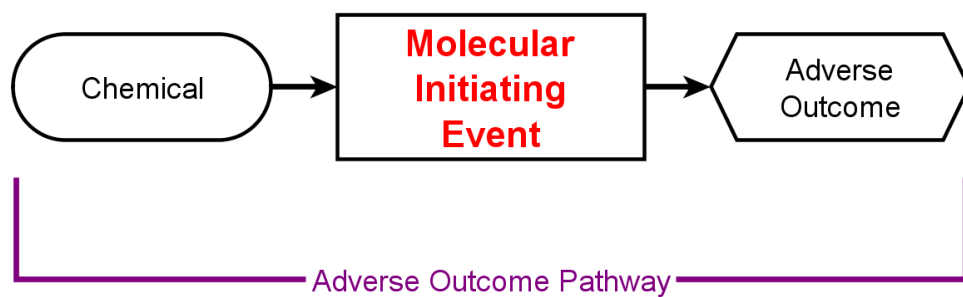 Chemical
Molecular
Initiating
Event
Adverse
Outcome
Adverse Outcome Pathway